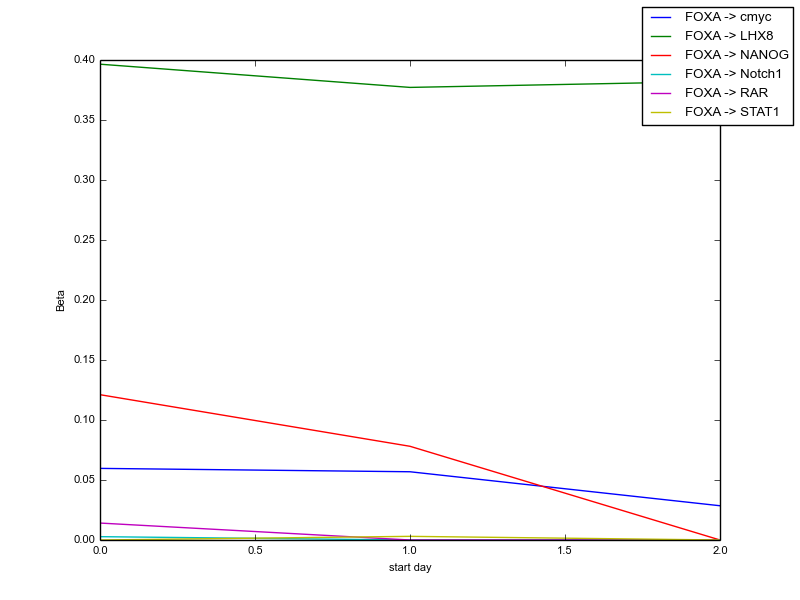 FOXA -> cmyc
FOXA -> LHX8
FOXA -> NANOG
FOXA -> Notch1
FOXA -> RAR
FOXA -> STAT1
0.40
0.35
0.30
0.25
0.20
0.15
0.10
0.05
0.00
Beta
0.0 0.5 1.0 1.5 2.0
start day